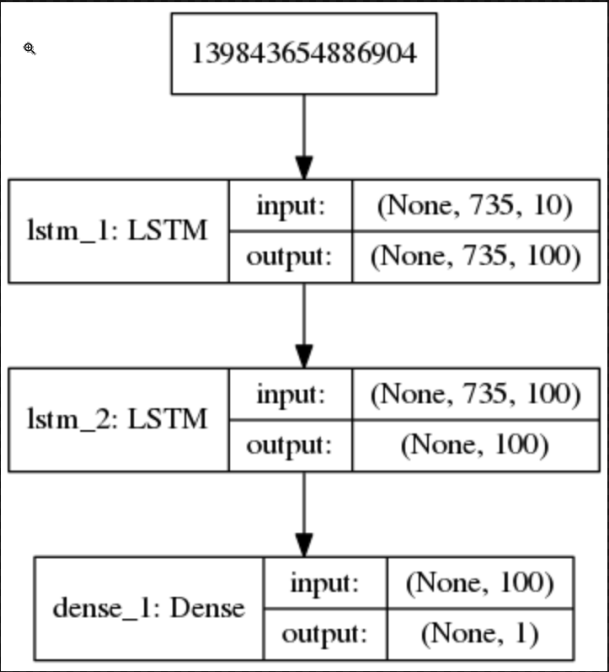 139843654886904
lstm_1: LSTM
input:
(None, 735, 10)
output:
(None, 735, 100)
lstm_2: LSTM
input:
(None, 735, 100)
output:
(None, 100)
dense_1: Dense
input:
(None, 100)
output:
(None, 1)